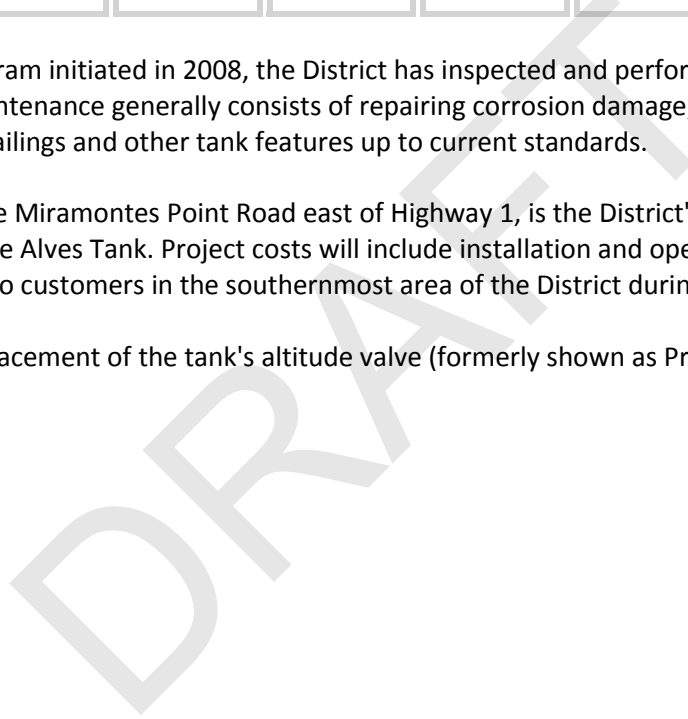 ram initiated in 2008, the District has inspected and perfor
ntenance generally consists of repairing corrosion damage,
ailings and other tank features up to current standards.
e Miramontes Point Road east of Highway 1, is the District'
e Alves Tank. Project costs will include installation and ope
o customers in the southernmost area of the District durin
acement of the tank's altitude valve (formerly shown as Pr
DRAFT